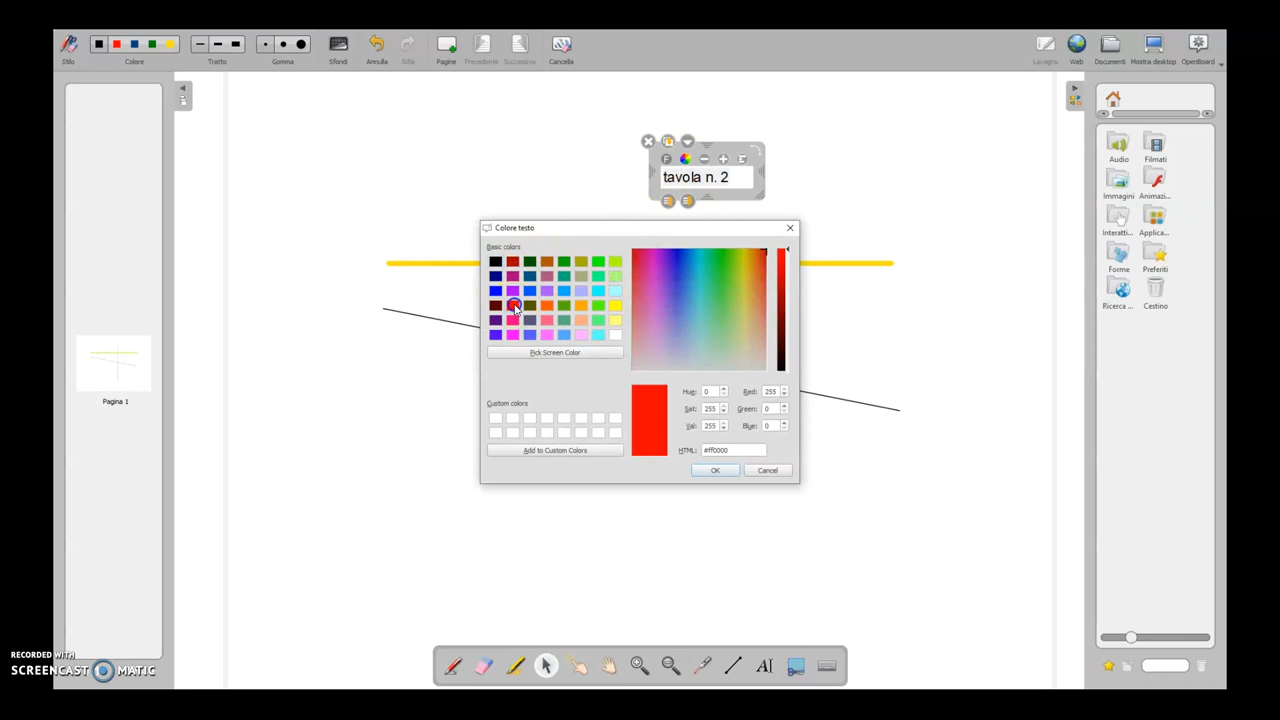 Stilo
Colore
Tratto
Gomma
Sfondi
Annulla
Rifai
Pagine
Precedente
Successiva
Cancella
Lavagna
Web
Documenti
Mostra desktop
OpenBoard
F
tavola n. 2
Colore testo
Basic colors
Pick Screen Color
Custom colors
Add to Custom Colors
Hue: 0
Red: 255
Sat: 255
Green: 0
Val: 255
Blue: 0
HTML: #ff0000
OK
Cancel
Pagina 1
Audio
Filmati
Immagini
Animazi...
Interatti...
Applica...
Forme
Preferiti
Ricerca ...
Cestino
AI
RECORDED WITH
SCREENCAST MATIC